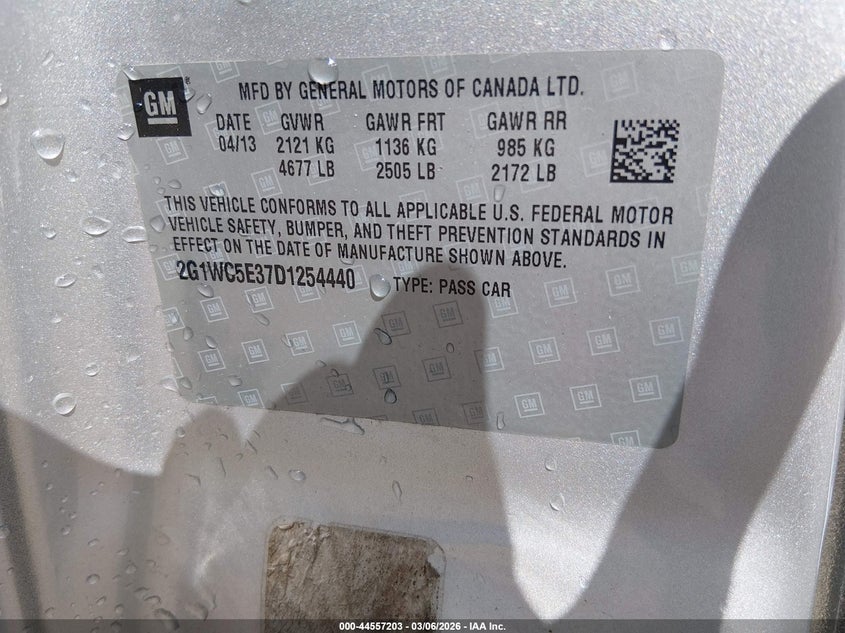 GM
MFD BY GENERAL MOTORS OF CANADA LTD.
DATE GVWR GAWR FRT GAWR RR
04/13 2121 KG 1136 KG 985 KG
4677 LB 2505 LB 2172 LB
THIS VEHICLE CONFORMS TO ALL APPLICABLE U.S. FEDERAL MOTOR
VEHICLE SAFETY, BUMPER, AND THEFT PREVENTION STANDARDS IN
EFFECT ON THE DATE OF MANUFACTURE SHOWN ABOVE.
2G1WC5E37D1254440 TYPE: PASS CAR
000-44557203 - 03/06/2026 - IAA Inc.